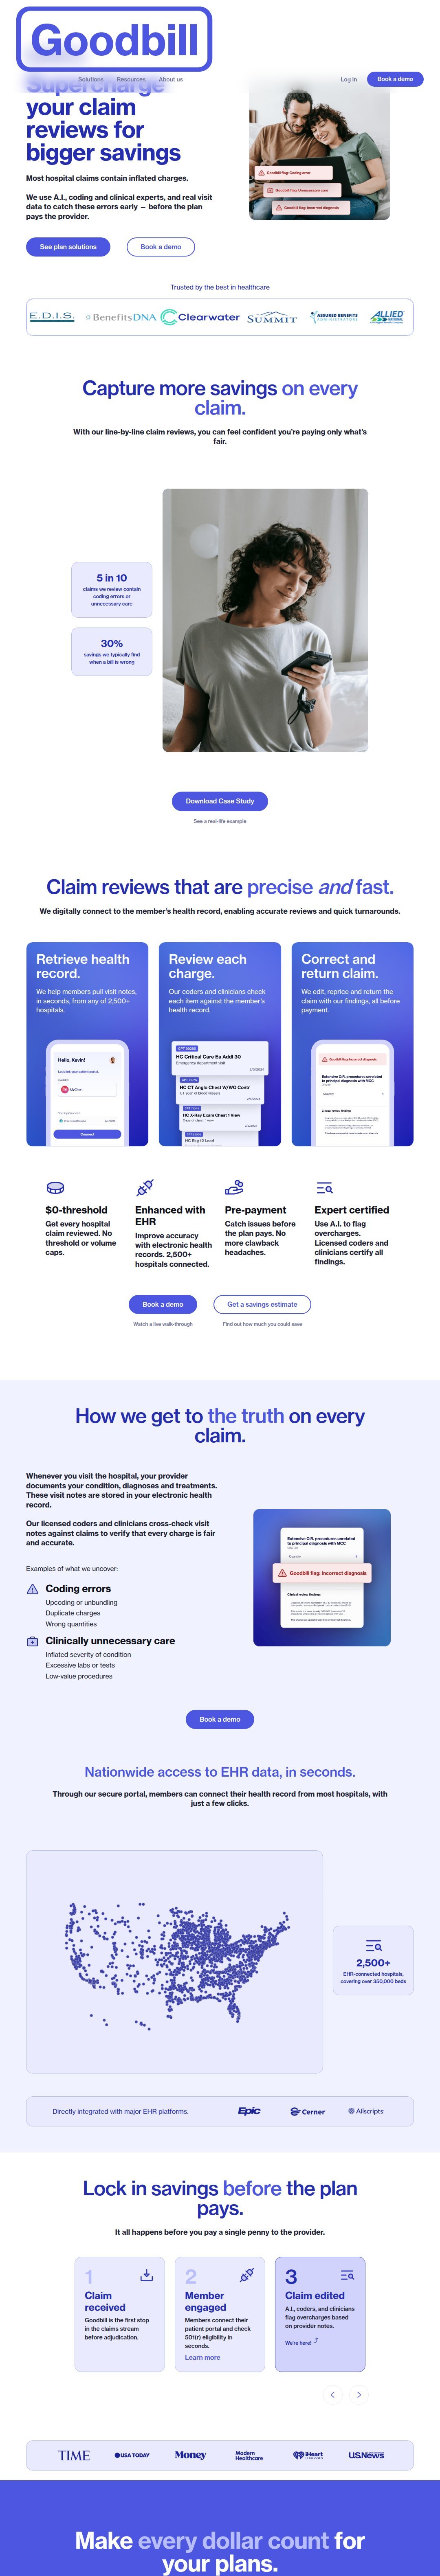 Goodbill
Solutions Resources About us Log in Book a demo
Supercharge
your claim
reviews for
bigger savings
Most hospital claims contain inflated charges.
We use A.I., coding and clinical experts, and real visit
data to catch these errors early – before the plan
pays the provider.
See plan solutions Book a demo
Goodbill flag: Coding error
Goodbill flag: Unnecessary care
Goodbill flag: Incorrect diagnosis
Trusted by the best in healthcare
E.D.I.S. BenefitsDNA Clearwater SUMMIT ASSURED BENEFITS ADMINISTRATORS ALLIED
Capture more savings on every
claim.
With our line-by-line claim reviews, you can feel confident you're paying only what's
fair.
5 in 10
claims we review contain
coding errors or
unnecessary care
30%
savings we typically find
when a bill is wrong
Download Case Study
See a real-life example
Claim reviews that are precise and fast.
We digitally connect to the member's health record, enabling accurate reviews and quick turnarounds.
Retrieve health
record.
We help members pull visit notes,
in seconds, from any of 2,500+
hospitals.
Hello, Kevin!
Let's link your patient portal.
MyChart
Connect
Review each
charge.
Our coders and clinicians check
each item against the member's
health record.
HC Critical Care Ea Addl 30
Emergency department visit
HC CT Angio Chest W/WO Contr
CT scan of blood vessels
HC X-Ray Exam Chest 1 View
X-ray of chest, 1 view
Correct and
return claim.
We edit, reprice and return the
claim with our findings, all before
payment.
Goodbill flag: Incorrect diagnosis
Extensive O.R. procedures unrelated
to principal diagnosis with MCC
Quantity
Clinical review findings:
$0-threshold
Get every hospital
claim reviewed. No
threshold or volume
caps.
Enhanced with
EHR
Improve accuracy
with electronic health
records. 2,500+
hospitals connected.
Pre-payment
Catch issues before
the plan pays. No
more clawback
headaches.
Expert certified
Use A.I. to flag
overcharges.
Licensed coders and
clinicians certify all
findings.
Book a demo Get a savings estimate
Watch a live walk-through Find out how much you could save
How we get to the truth on every
claim.
Whenever you visit the hospital, your provider
documents your condition, diagnoses and treatments.
These visit notes are stored in your electronic health
record.
Our licensed coders and clinicians cross-check visit
notes against claims to verify that every charge is fair
and accurate.
Examples of what we uncover:
Coding errors
Upcoding or unbundling
Duplicate charges
Wrong quantities
Clinically unnecessary care
Inflated severity of condition
Excessive labs or tests
Low-value procedures
Extensive O.R. procedures unrelated
to principal diagnosis with MCC
Quantity
Goodbill flag: Incorrect diagnosis
Clinical review findings:
Book a demo
Nationwide access to EHR data, in seconds.
Through our secure portal, members can connect their health record from most hospitals, with
just a few clicks.
2,500+
EHR-connected hospitals,
covering over 350,000 beds
Directly integrated with major EHR platforms. Epic Cerner Allscripts
Lock in savings before the plan
pays.
It all happens before you pay a single penny to the provider.
1
Claim
received
Goodbill is the first stop
in the claims stream
before adjudication.
2
Member
engaged
Members connect their
patient portal and check
501(r) eligibility in
seconds.
Learn more
3
Claim edited
A.I., coders, and clinicians
flag overcharges based
on provider notes.
We're here!
TIME USA TODAY Money Modern Healthcare iHeart U.S.News
Make every dollar count for
your plans.